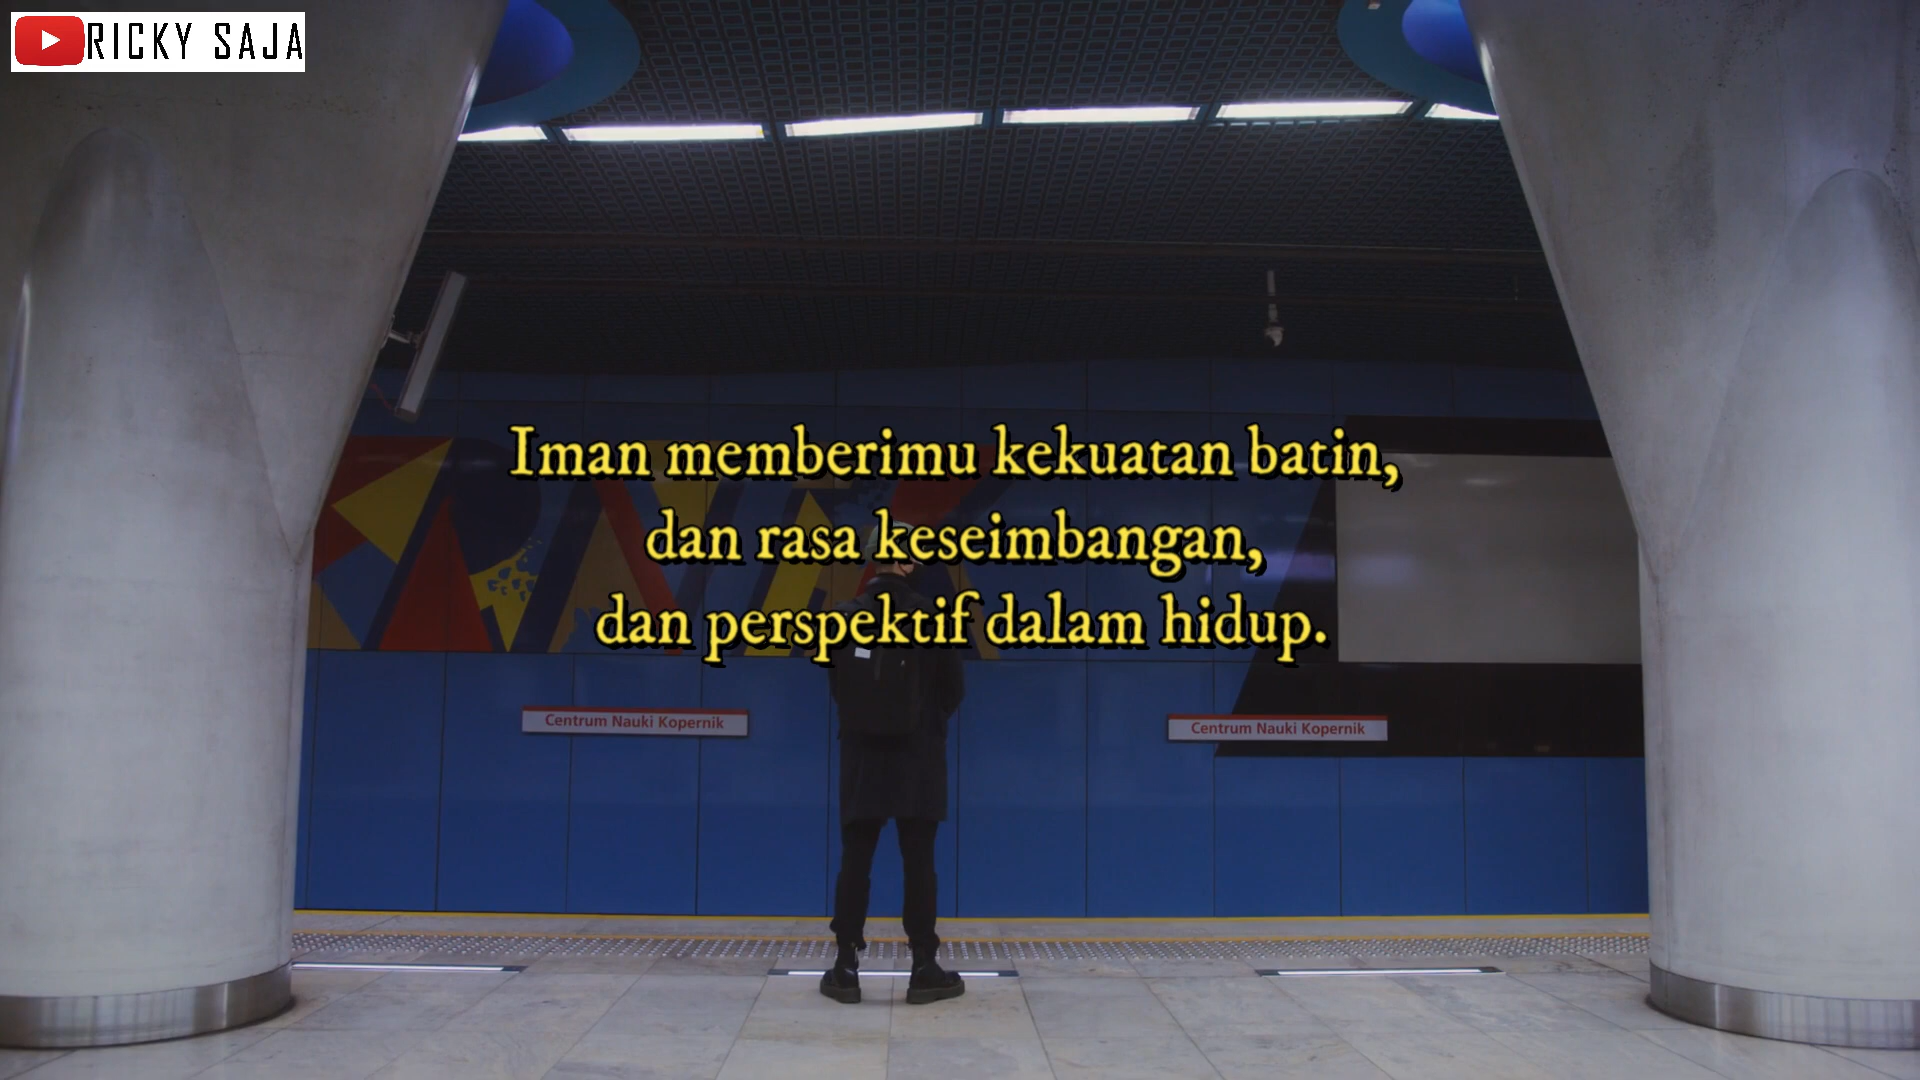 RICKY SAJA
Iman memberimu kekuatan batin,
dan rasa keseimbangan,
dan perspektif dalam hidup.
Centrum Nauki Kopernik
Centrum Nauki Kopernik